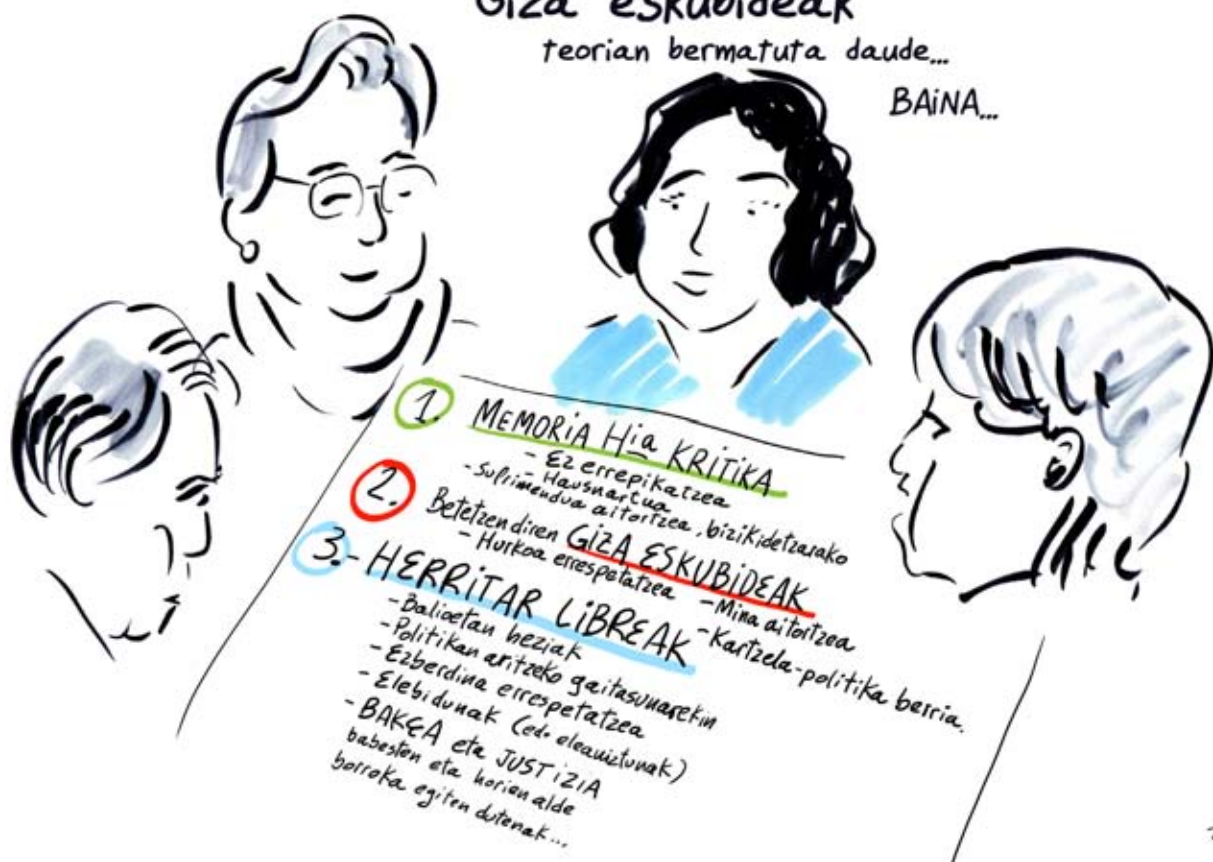 Giza eskubideak
teorian bermatuta daude...
BAINA...
1. MEMORIA Hia KRITIKA
- Ez errepikatzea
- Hausnartua
- Sufrimendua aitortzea, bizikidetzarako
2. Betetzen diren GIZA ESKUBIDEAK
- Hurkoa errespetatzea - Mina aitortzea
- Kartzela-politika berria.
3.- HERRITAR LIBREAK
- Balioetan heziak
- Politikan aritzeko gaitasunarekin
- Ezberdina errespetatzea
- Elebidunak (edo eleaniztunak)
- BAKEA eta JUSTIZIA
babesten eta horien alde
borroka egiten dutenak...